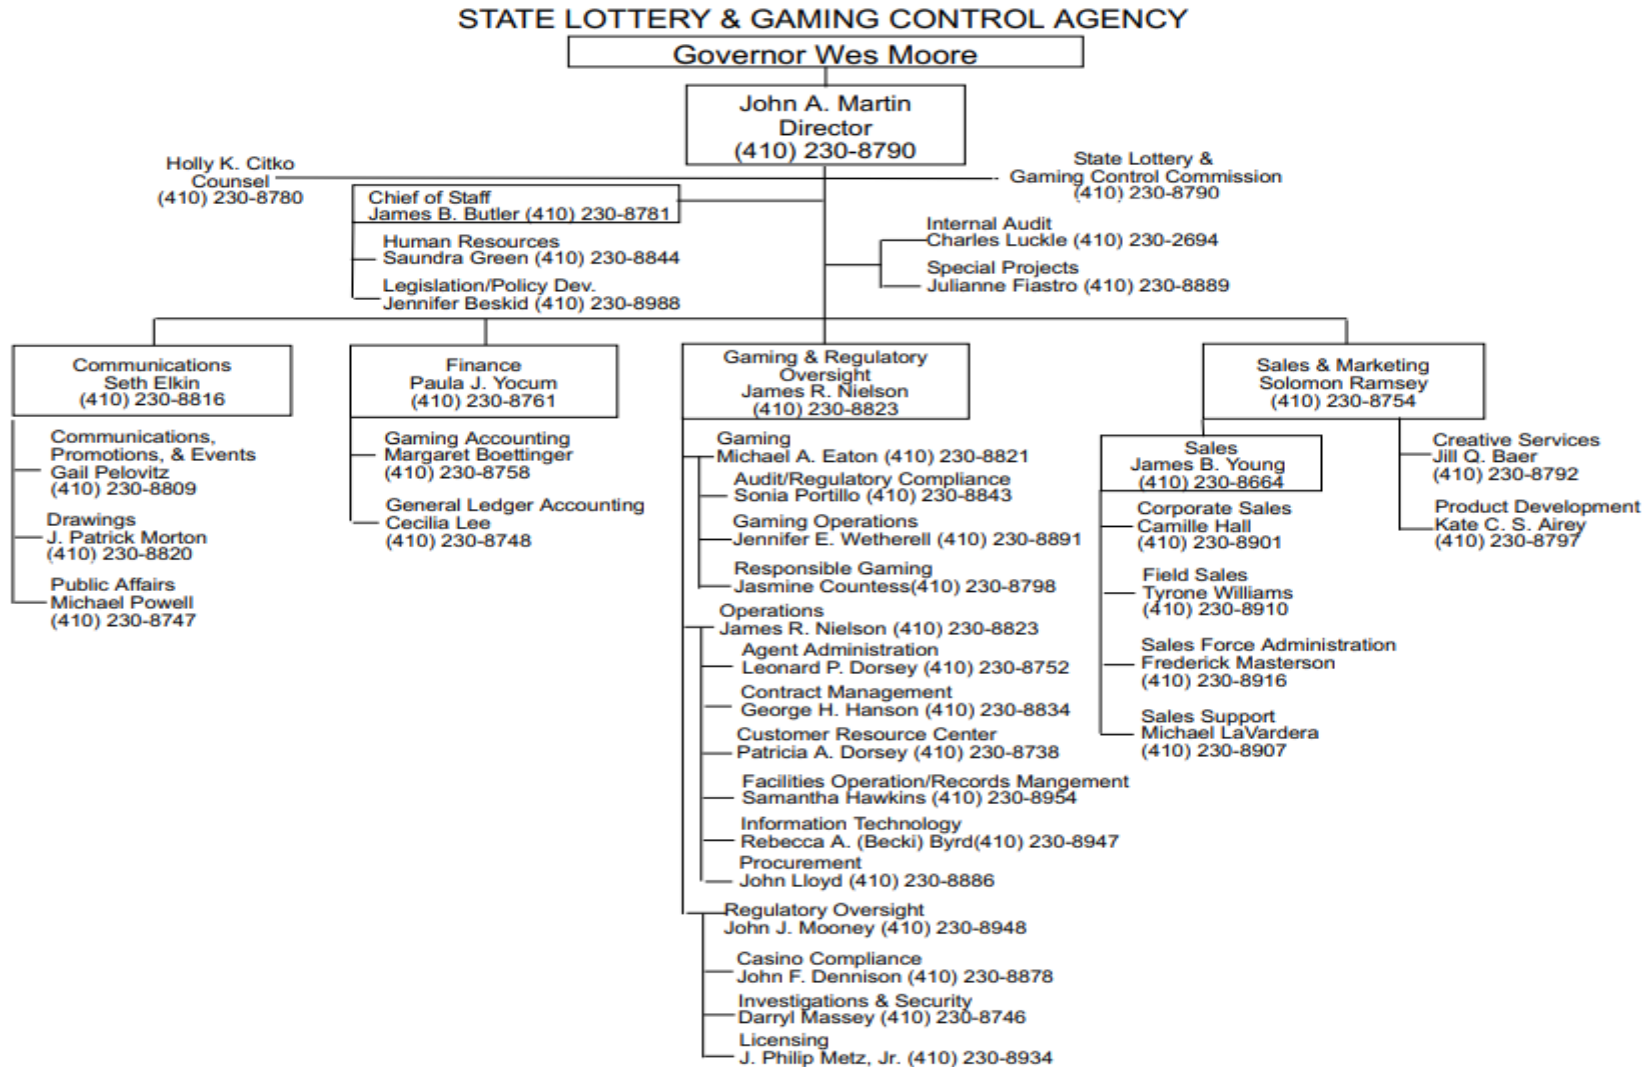 STATE LOTTERY & GAMING CONTROL AGENCY
Governor Wes Moore
John A. Martin
Director
(410) 230-8790
Holly K. Citko
Counsel
(410) 230-8780
State Lottery &
Gaming Control Commission
(410) 230-8790
Chief of Staff
James B. Butler (410) 230-8781
Human Resources
Saundra Green (410) 230-8844
Legislation/Policy Dev.
Jennifer Beskid (410) 230-8988
Internal Audit
Charles Luckle (410) 230-2694
Special Projects
Julianne Fiastro (410) 230-8889
Communications
Seth Elkin
(410) 230-8816
Communications,
Promotions, & Events
Gail Pelovitz
(410) 230-8809
Drawings
J. Patrick Morton
(410) 230-8820
Public Affairs
Michael Powell
(410) 230-8747
Finance
Paula J. Yocum
(410) 230-8761
Gaming Accounting
Margaret Boettinger
(410) 230-8758
General Ledger Accounting
Cecilia Lee
(410) 230-8748
Gaming & Regulatory
Oversight
James R. Nielson
(410) 230-8823
Gaming
Michael A. Eaton (410) 230-8821
Audit/Regulatory Compliance
Sonia Portillo (410) 230-8843
Gaming Operations
Jennifer E. Wetherell (410) 230-8891
Responsible Gaming
Jasmine Countess(410) 230-8798
Operations
James R. Nielson (410) 230-8823
Agent Administration
Leonard P. Dorsey (410) 230-8752
Contract Management
George H. Hanson (410) 230-8834
Customer Resource Center
Patricia A. Dorsey (410) 230-8738
Facilities Operation/Records Mangement
Samantha Hawkins (410) 230-8954
Information Technology
Rebecca A. (Becki) Byrd(410) 230-8947
Procurement
John Lloyd (410) 230-8886
Regulatory Oversight
John J. Mooney (410) 230-8948
Casino Compliance
John F. Dennison (410) 230-8878
Investigations & Security
Darryl Massey (410) 230-8746
Licensing
J. Philip Metz, Jr. (410) 230-8934
Sales & Marketing
Solomon Ramsey
(410) 230-8754
Sales
James B. Young
(410) 230-8664
Corporate Sales
Camille Hall
(410) 230-8901
Field Sales
Tyrone Williams
(410) 230-8910
Sales Force Administration
Frederick Masterson
(410) 230-8916
Sales Support
Michael LaVardera
(410) 230-8907
Creative Services
Jill Q. Baer
(410) 230-8792
Product Development
Kate C. S. Airey
(410) 230-8797